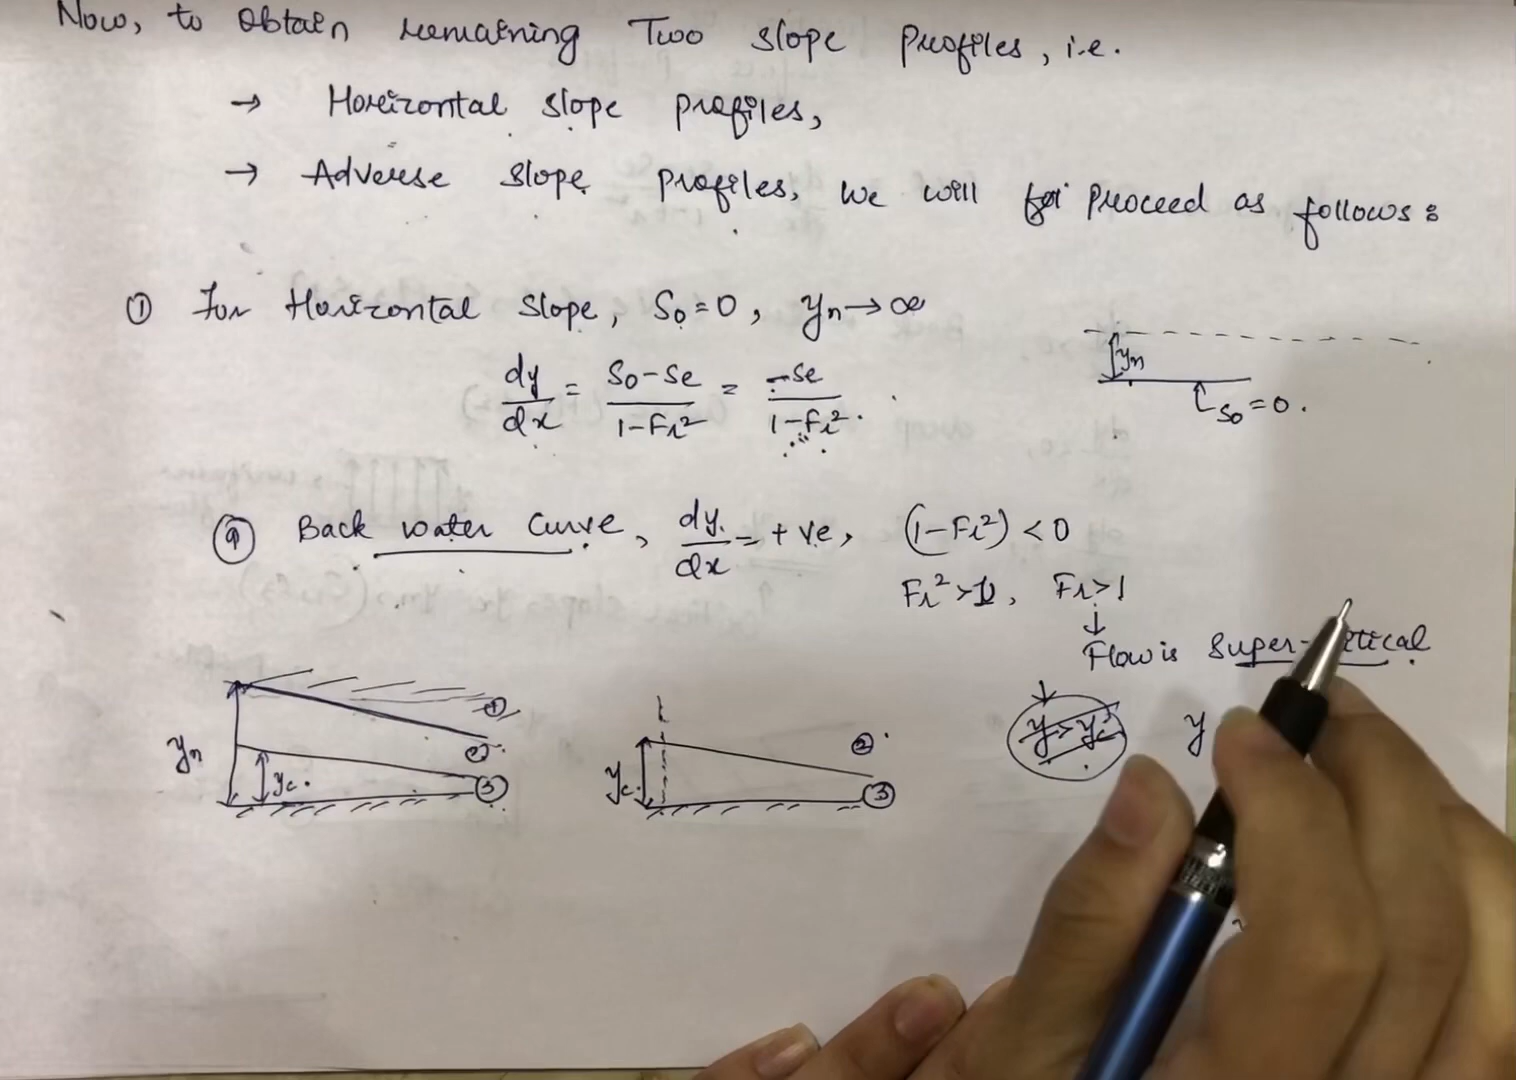 Now, to obtain remaining Two slope profiles, i.e.
→ Horizontal slope profiles,
→ Adverse slope profiles, we will proceed as follows:
① For Horizontal slope, S₀=0, yₙ→∞
dy/dx = S₀-Se/1-Fr² = -Se/1-Fr².
yₙ
S₀=0.
ⓐ Back water curve, dy/dx = +ve, (1-Fr²) < 0
Fr² > 1, Fr > 1
↓
Flow is super-
y > yc
y
yₙ
yc.
①
②
③
yc
②
③